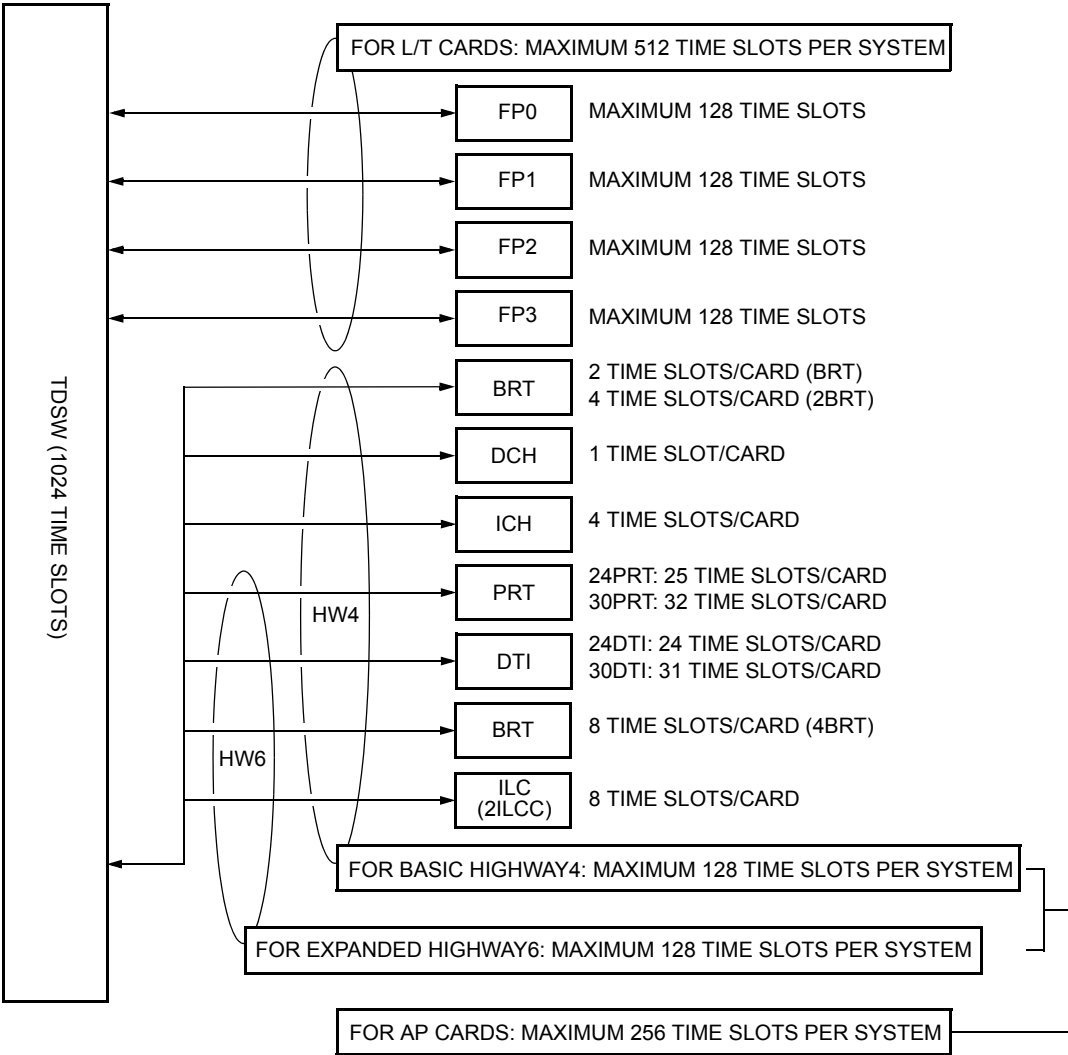 FOR L/T CARDS: MAXIMUM 512 TIME SLOTS PER SYSTEM
FP0 MAXIMUM 128 TIME SLOTS
FP1 MAXIMUM 128 TIME SLOTS
FP2 MAXIMUM 128 TIME SLOTS
FP3 MAXIMUM 128 TIME SLOTS
TDSW (1024 TIME SLOTS)
BRT
2 TIME SLOTS/CARD (BRT)
4 TIME SLOTS/CARD (2BRT)
DCH 1 TIME SLOT/CARD
ICH 4 TIME SLOTS/CARD
PRT
24PRT: 25 TIME SLOTS/CARD
30PRT: 32 TIME SLOTS/CARD
HW4
DTI
24DTI: 24 TIME SLOTS/CARD
30DTI: 31 TIME SLOTS/CARD
BRT 8 TIME SLOTS/CARD (4BRT)
HW6
ILC
(2ILCC)
8 TIME SLOTS/CARD
FOR BASIC HIGHWAY4: MAXIMUM 128 TIME SLOTS PER SYSTEM
FOR EXPANDED HIGHWAY6: MAXIMUM 128 TIME SLOTS PER SYSTEM
FOR AP CARDS: MAXIMUM 256 TIME SLOTS PER SYSTEM